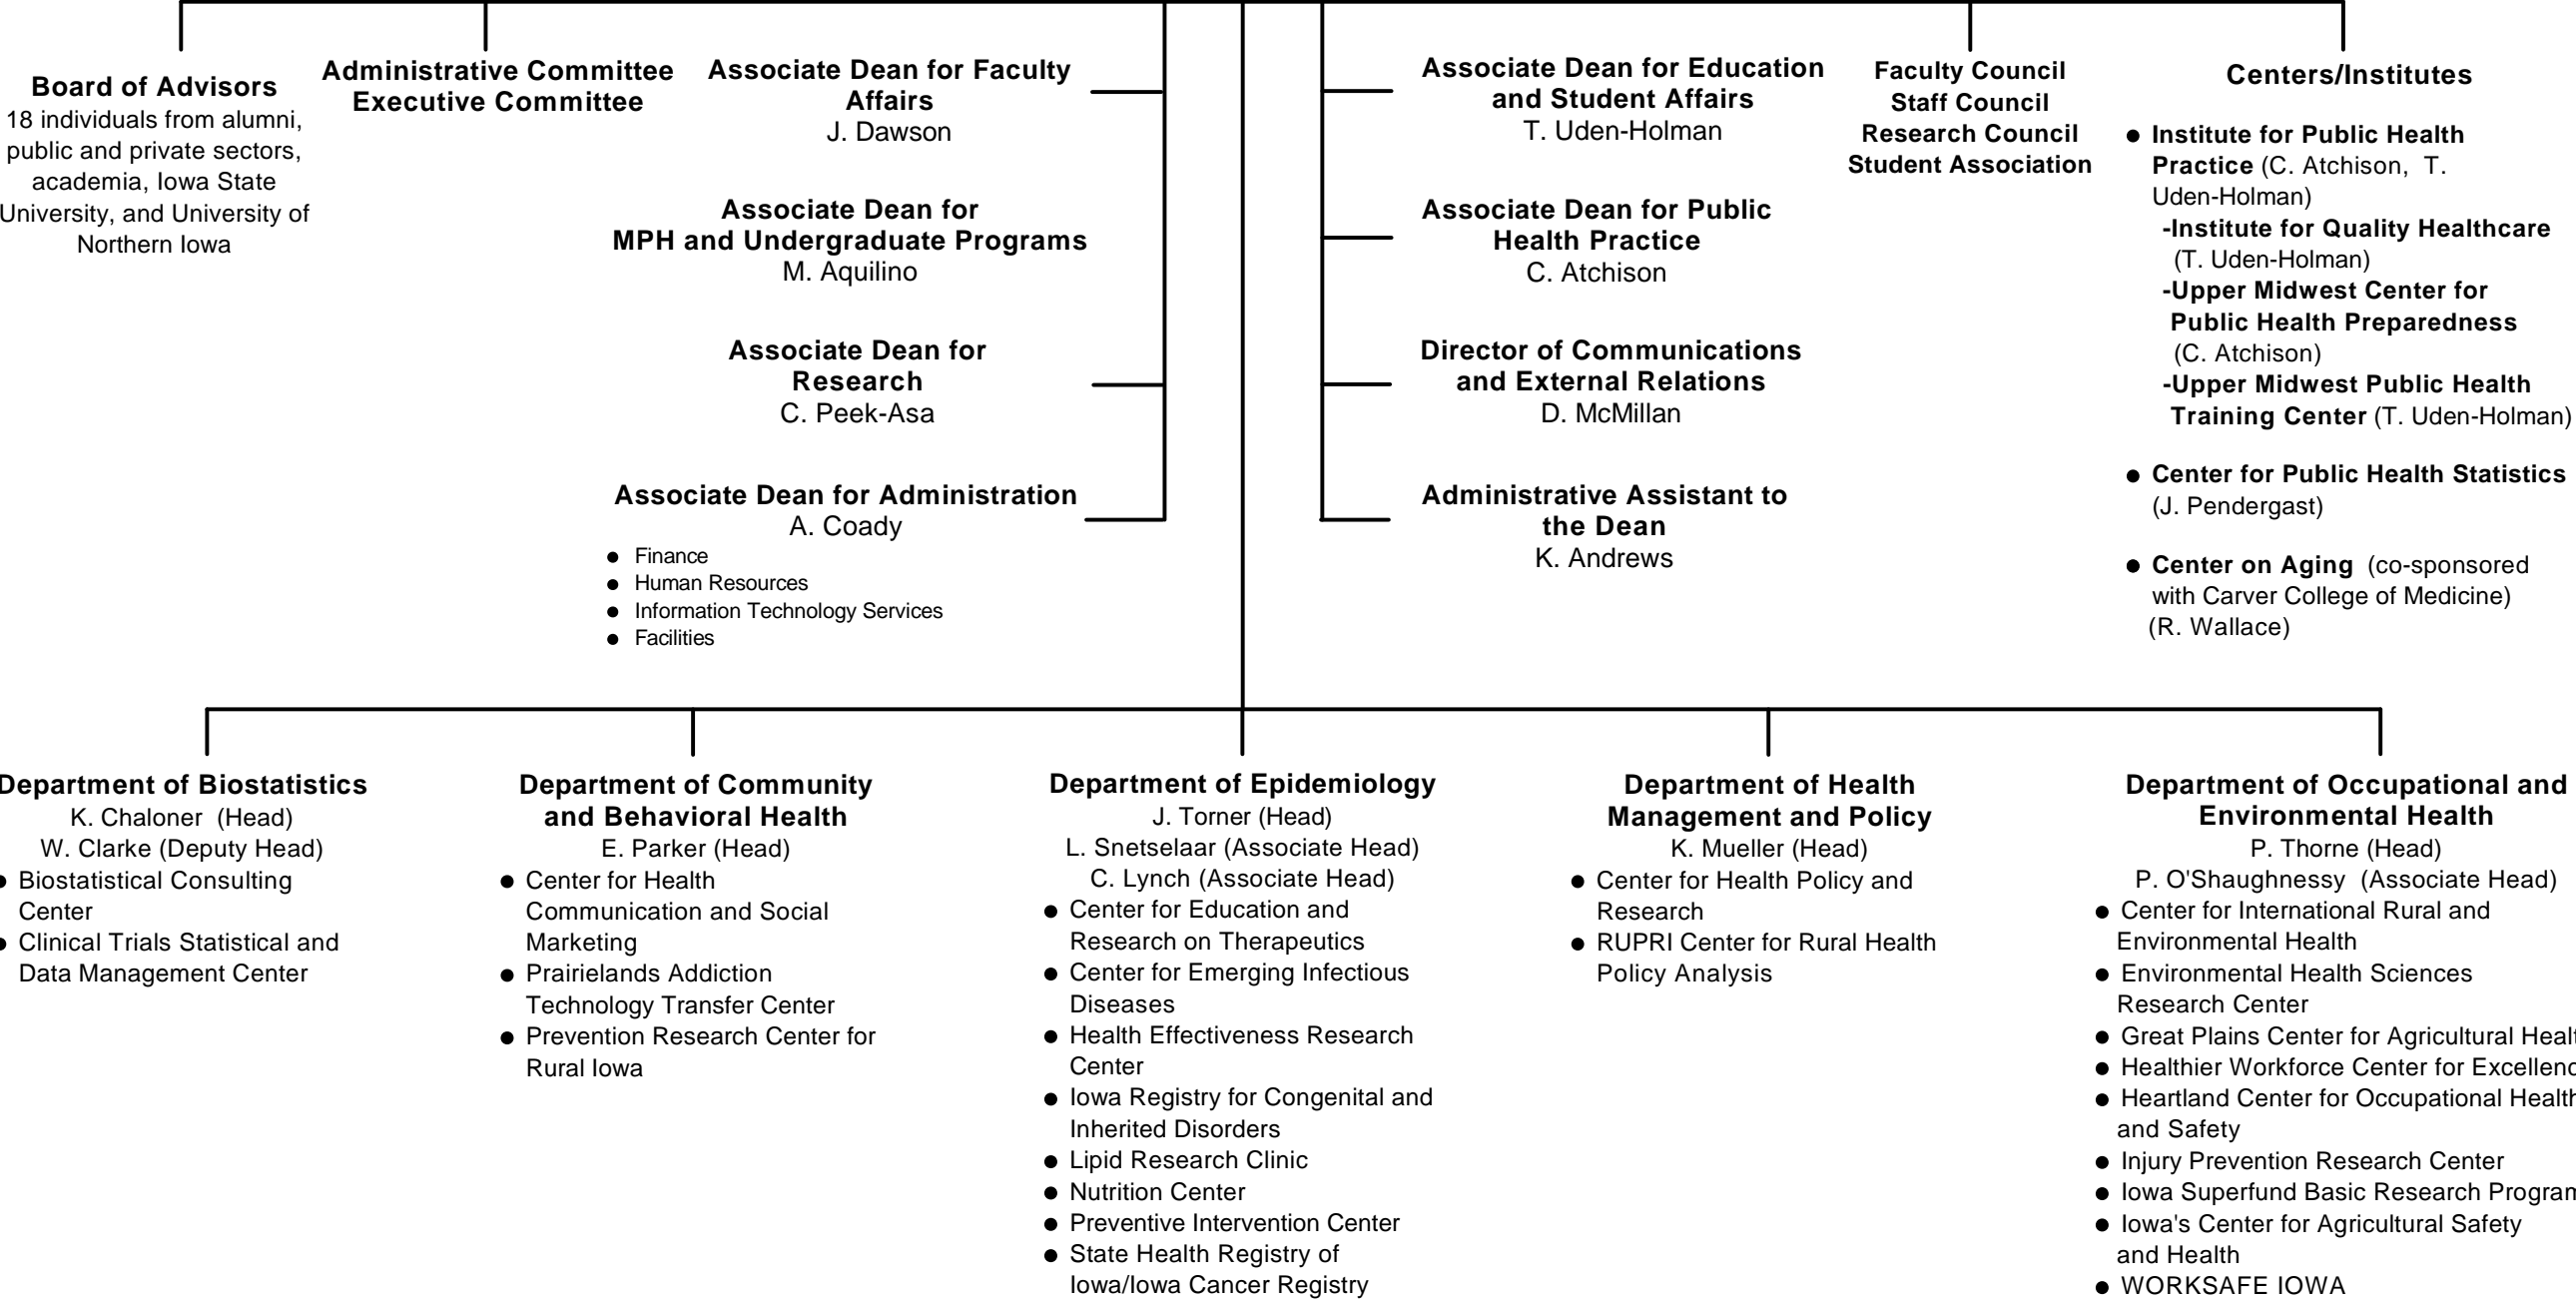 Board of Advisors
18 individuals from alumni,
public and private sectors,
academia, Iowa State
University, and University of
Northern Iowa
Administrative Committee
Executive Committee
Associate Dean for Faculty
Affairs
J. Dawson
Associate Dean for
MPH and Undergraduate Programs
M. Aquilino
Associate Dean for
Research
C. Peek-Asa
Associate Dean for Administration
A. Coady
● Finance
● Human Resources
● Information Technology Services
● Facilities
Associate Dean for Education
and Student Affairs
T. Uden-Holman
Associate Dean for Public
Health Practice
C. Atchison
Director of Communications
and External Relations
D. McMillan
Administrative Assistant to
the Dean
K. Andrews
Faculty Council
Staff Council
Research Council
Student Association
Centers/Institutes
● Institute for Public Health
Practice (C. Atchison, T.
Uden-Holman)
-Institute for Quality Healthcare
(T. Uden-Holman)
-Upper Midwest Center for
Public Health Preparedness
(C. Atchison)
-Upper Midwest Public Health
Training Center (T. Uden-Holman)
● Center for Public Health Statistics
(J. Pendergast)
● Center on Aging (co-sponsored
with Carver College of Medicine)
(R. Wallace)
Department of Biostatistics
K. Chaloner (Head)
W. Clarke (Deputy Head)
● Biostatistical Consulting
Center
● Clinical Trials Statistical and
Data Management Center
Department of Community
and Behavioral Health
E. Parker (Head)
● Center for Health
Communication and Social
Marketing
● Prairielands Addiction
Technology Transfer Center
● Prevention Research Center for
Rural Iowa
Department of Epidemiology
J. Torner (Head)
L. Snetselaar (Associate Head)
C. Lynch (Associate Head)
● Center for Education and
Research on Therapeutics
● Center for Emerging Infectious
Diseases
● Health Effectiveness Research
Center
● Iowa Registry for Congenital and
Inherited Disorders
● Lipid Research Clinic
● Nutrition Center
● Preventive Intervention Center
● State Health Registry of
Iowa/Iowa Cancer Registry
Department of Health
Management and Policy
K. Mueller (Head)
● Center for Health Policy and
Research
● RUPRI Center for Rural Health
Policy Analysis
Department of Occupational and
Environmental Health
P. Thorne (Head)
P. O'Shaughnessy (Associate Head)
● Center for International Rural and
Environmental Health
● Environmental Health Sciences
Research Center
● Great Plains Center for Agricultural Health
● Healthier Workforce Center for Excellence
● Heartland Center for Occupational Health
and Safety
● Injury Prevention Research Center
● Iowa Superfund Basic Research Program
● Iowa's Center for Agricultural Safety
and Health
● WORKSAFE IOWA